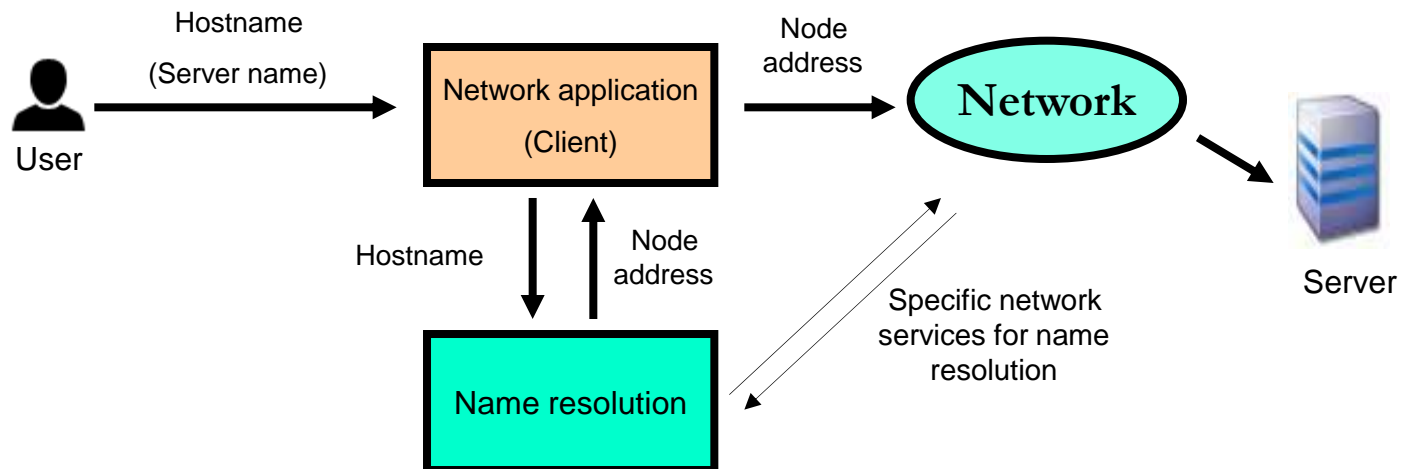 Hostname
(Server name)
User
Network application
(Client)
Node
address
Network
Server
Hostname
Node
address
Specific network
services for name
resolution
Name resolution